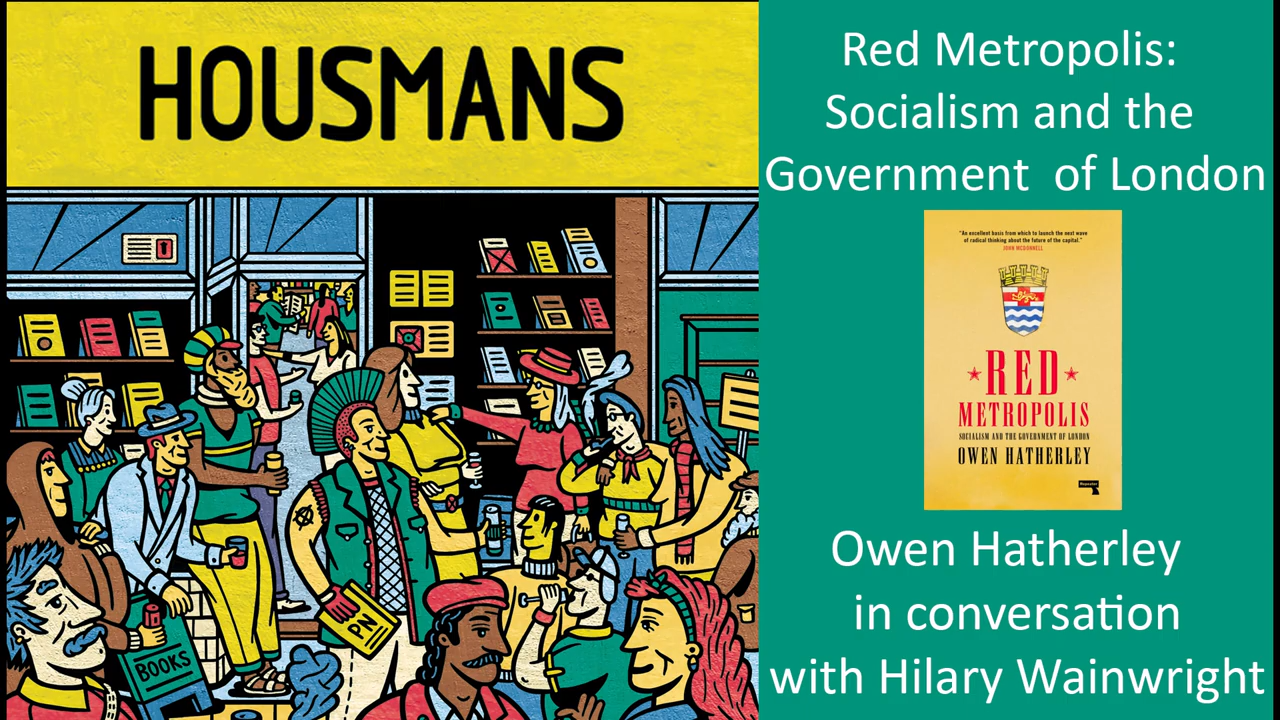 HOUSMANS
BOOKS
PN
Red Metropolis:
Socialism and the
Government  of London
"An excellent basis from which to launch the next wave
of radical thinking about the future of the capital."
JOHN MCDONNELL
RED
METROPOLIS
SOCIALISM AND THE GOVERNMENT OF LONDON
OWEN HATHERLEY
Repeater
Owen Hatherley
in conversation
with Hilary Wainwright